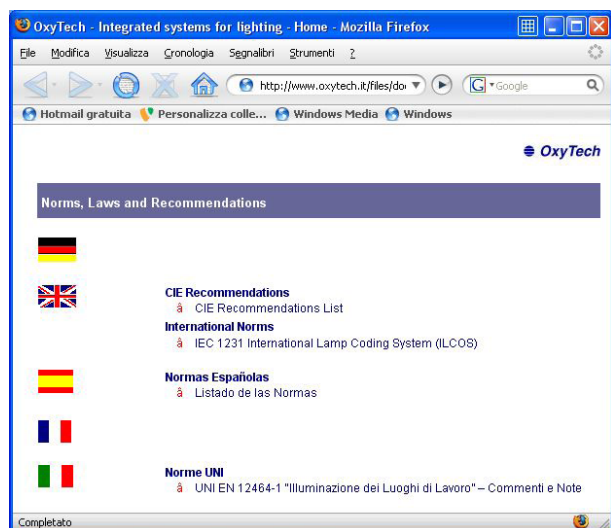 OxyTech - Integrated systems for lighting - Home - Mozilla Firefox
File Modifica Visualizza Cronologia Segnalibri Strumenti ?
http://www.oxytech.it/files/do Google
Hotmail gratuita Personalizza colle... Windows Media Windows
OxyTech
Norms, Laws and Recommendations
CIE Recommendations
â CIE Recommendations List
International Norms
â IEC 1231 International Lamp Coding System (ILCOS)
Normas Españolas
â Listado de las Normas
Norme UNI
â UNI EN 12464-1 "Illuminazione dei Luoghi di Lavoro" – Commenti e Note
Completato